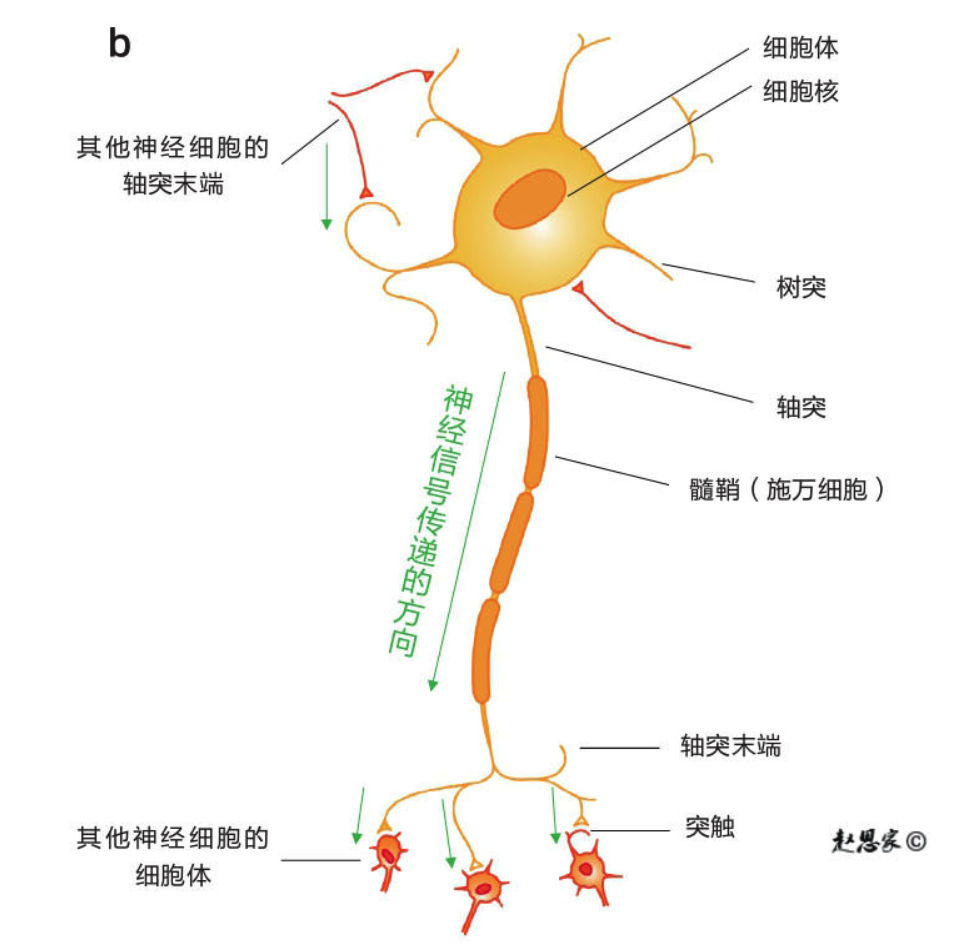 b
细胞体
细胞核
其他神经细胞的
轴突末端
树突
轴突
神经信号传递的方向
髓鞘（施万细胞）
轴突末端
突触
其他神经细胞的
细胞体
赵思家©